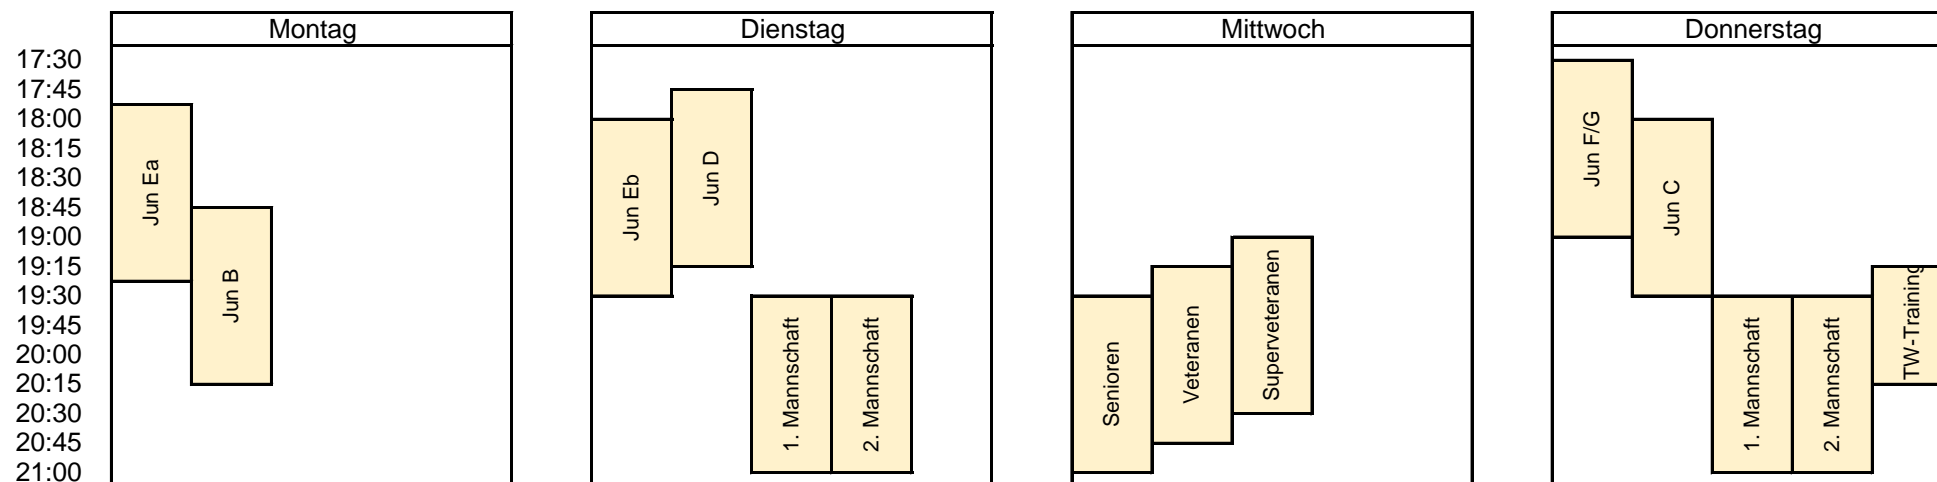 Montag
Dienstag
Mittwoch
Donnerstag
17:30
17:45
18:00
18:15
18:30
18:45
19:00
19:15
19:30
19:45
20:00
20:15
20:30
20:45
21:00
Jun Ea
Jun B
Jun Eb
Jun D
1. Mannschaft
2. Mannschaft
Senioren
Veteranen
Superveteranen
Jun F/G
Jun C
1. Mannschaft
2. Mannschaft
TW-Training